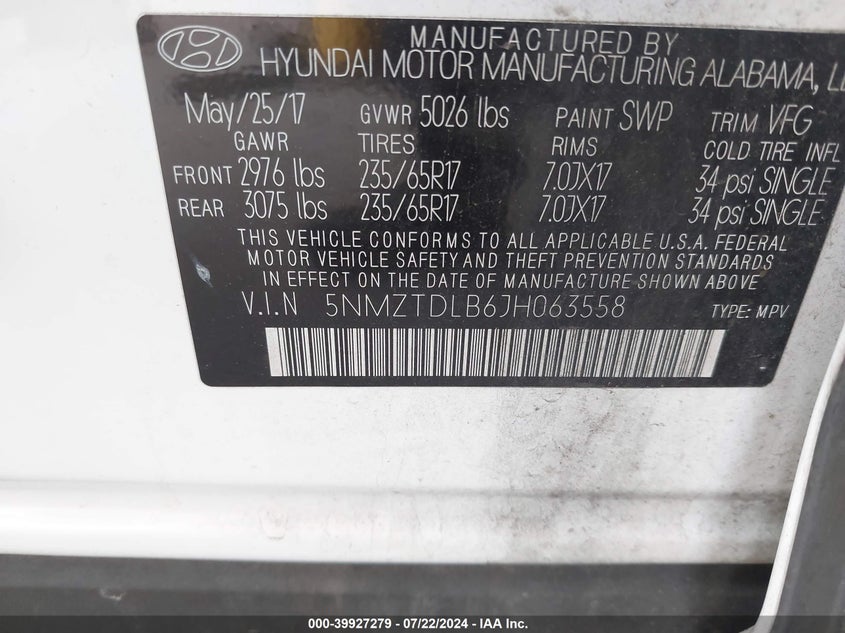 MANUFACTURED BY
HYUNDAI MOTOR MANUFACTURING ALABAMA,
May/25/17 GVWR 5026 lbs PAINT SWP TRIM VFG
GAWR TIRES RIMS COLD TIRE INFL
FRONT 2976 lbs 235/65R17 7.0JX17 34 psi SINGLE
REAR 3075 lbs 235/65R17 7.0JX17 34 psi SINGLE
THIS VEHICLE CONFORMS TO ALL APPLICABLE U.S.A. FEDERAL
MOTOR VEHICLE SAFETY AND THEFT PREVENTION STANDARDS
IN EFFECT ON THE DATE OF MANUFACTURE SHOWN ABOVE
V.I.N 5NMZTDLB6JH063558 TYPE: MPV
000-39927279 - 07/22/2024 - IAA Inc.